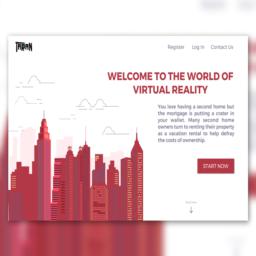 Register Log In Contact Us
WELCOME TO THE WORLD OF
VIRTUAL REALITY
You love having a second home but
the mortgage is putting a crater in
your wallet. Many second home
owners turn to renting their property
as a vacation rental to help defray
the costs of ownership.
START NOW